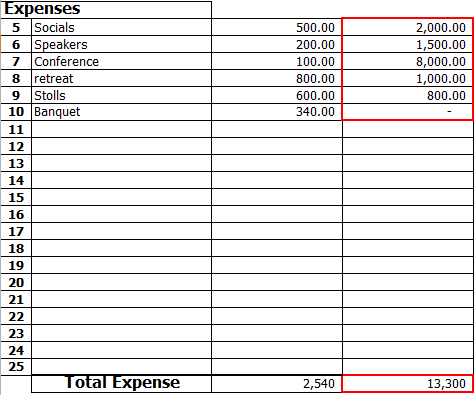 Expenses
5 Socials 500.00 2,000.00
6 Speakers 200.00 1,500.00
7 Conference 100.00 8,000.00
8 retreat 800.00 1,000.00
9 Stolls 600.00 800.00
10 Banquet 340.00 -
11
12
13
14
15
16
17
18
19
20
21
22
23
24
25
Total Expense 2,540 13,300